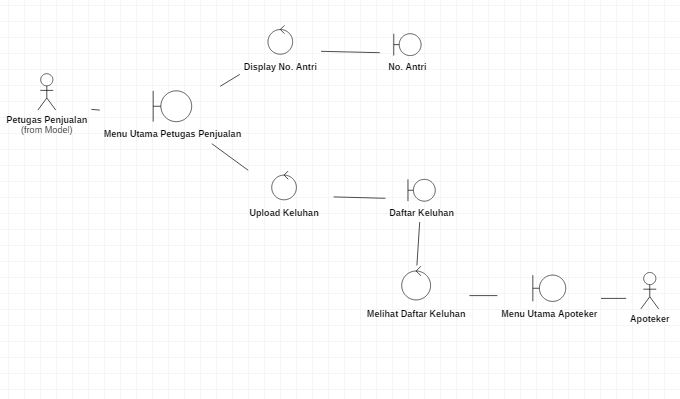 Display No. Antri
No. Antri
Petugas Penjualan
(from Model)
Menu Utama Petugas Penjualan
Upload Keluhan
Daftar Keluhan
Melihat Daftar Keluhan
Menu Utama Apoteker
Apoteker